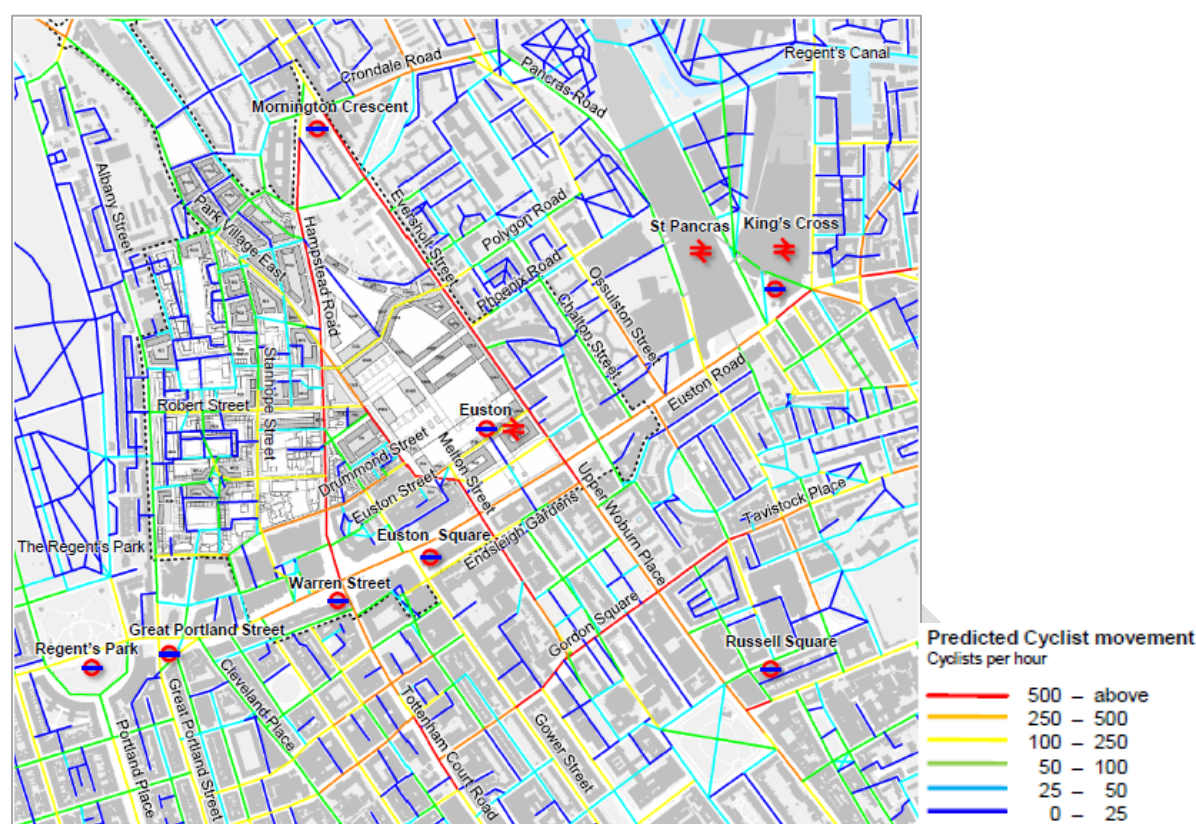 Regent's Canal
Crondale Road
Pancras Road
Mornington Crescent
Albany Street
Park Village East
Hampstead Road
Eversholt Street
Polygon Road
St Pancras
King's Cross
Phoenix Road
Ossulston Street
Chalton Street
Stanhope Street
Robert Street
Euston
Euston Road
Drummond Street
Melton Street
Euston Street
Upper Woburn Place
Tavistock Place
Endsleigh Gardens
Euston Square
The Regent's Park
Warren Street
Gordon Square
Great Portland Street
Regent's Park
Russell Square
Cleveland Place
Great Portland Street
Portland Place
Tottenham Court Road
Gower Street
Predicted Cyclist movement
Cyclists per hour
500 – above
250 – 500
100 – 250
50 – 100
25 – 50
0 – 25